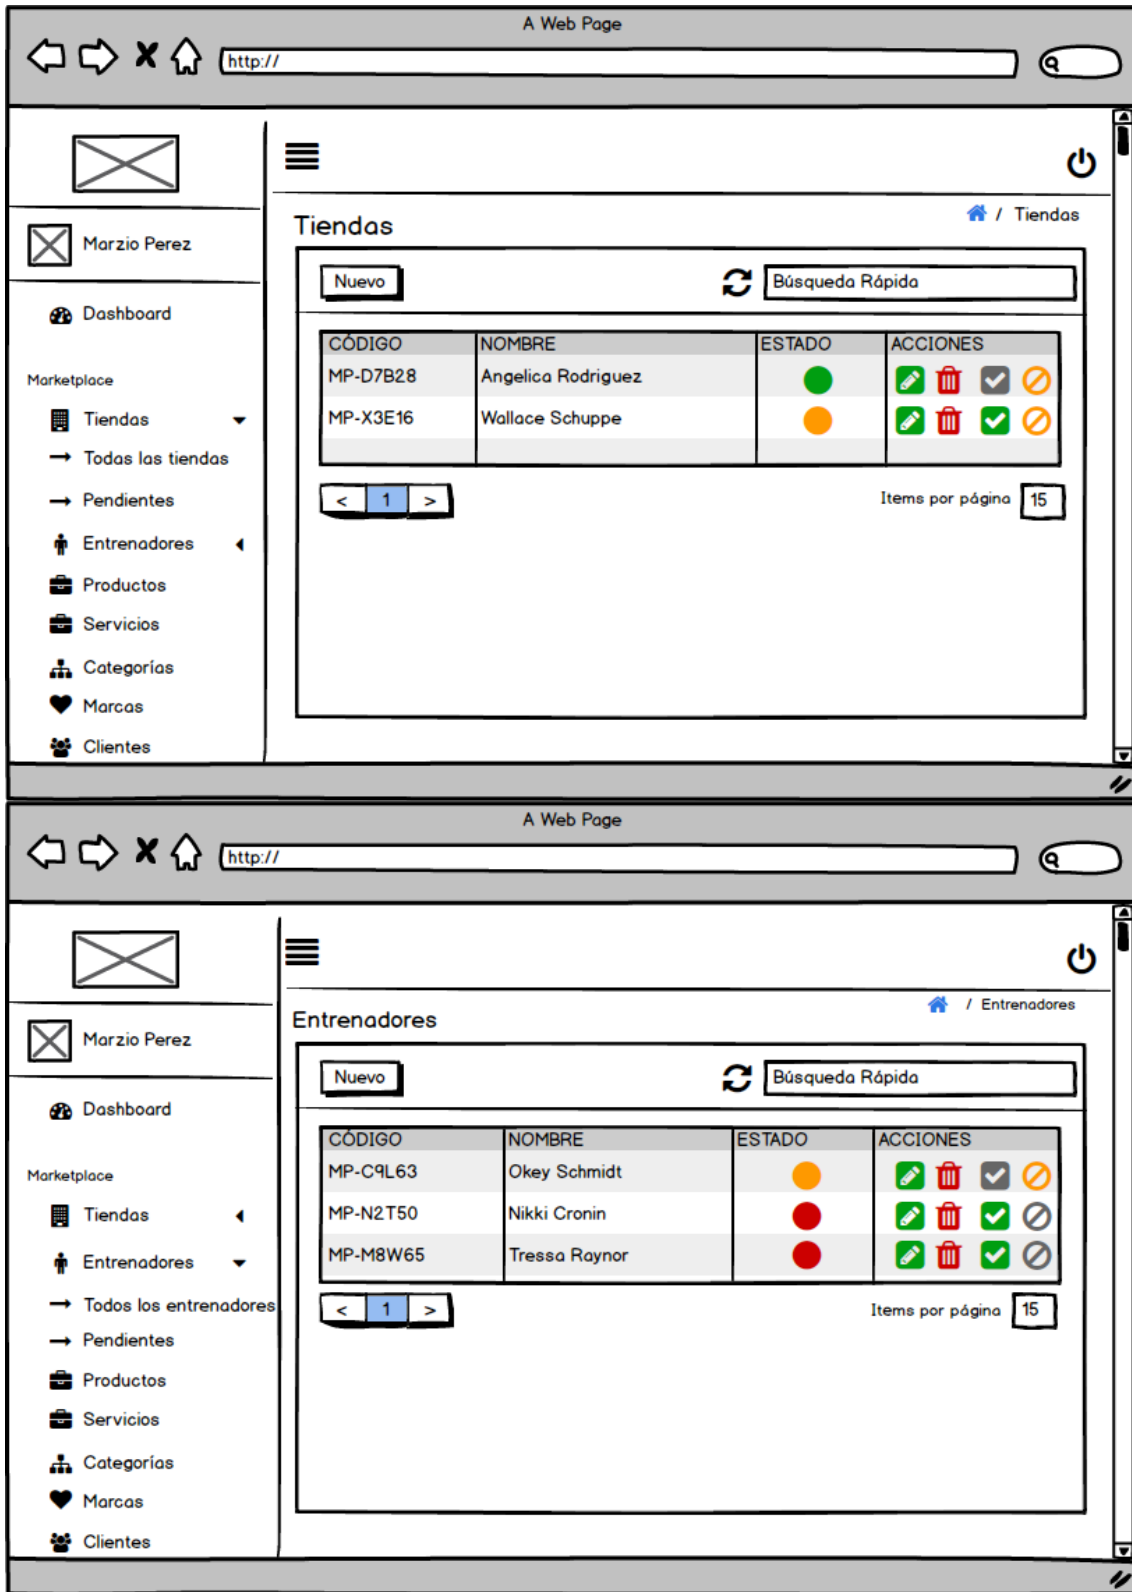 A Web Page
http://
Marzio Perez
Dashboard
Marketplace
Tiendas
Todas las tiendas
Pendientes
Entrenadores
Productos
Servicios
Categorías
Marcas
Clientes
Tiendas
/ Tiendas
Nuevo
Búsqueda Rápida
CÓDIGO NOMBRE ESTADO ACCIONES
MP-D7B28 Angelica Rodriguez
MP-X3E16 Wallace Schuppe
< 1 >
Items por página 15
A Web Page
http://
Marzio Perez
Dashboard
Marketplace
Tiendas
Entrenadores
Todos los entrenadores
Pendientes
Productos
Servicios
Categorías
Marcas
Clientes
Entrenadores
/ Entrenadores
Nuevo
Búsqueda Rápida
CÓDIGO NOMBRE ESTADO ACCIONES
MP-C9L63 Okey Schmidt
MP-N2T50 Nikki Cronin
MP-M8W65 Tressa Raynor
< 1 >
Items por página 15